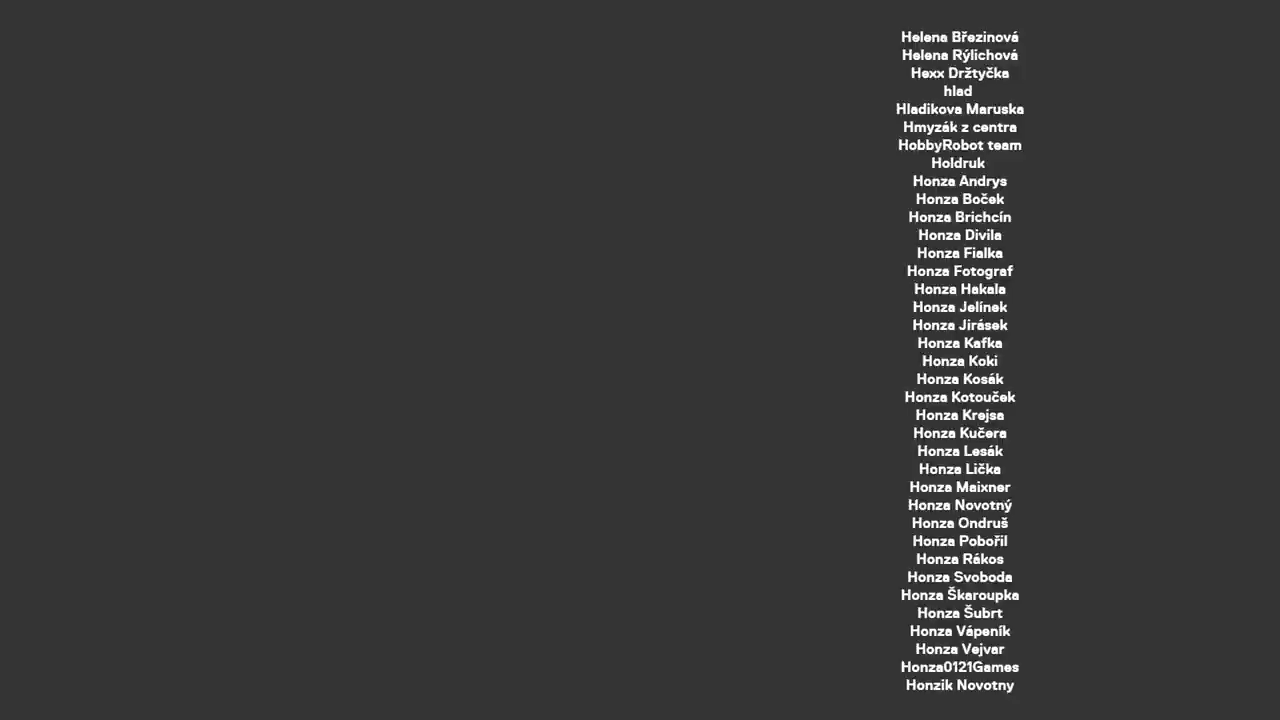 Helena Březinová
Helena Rýlichová
Hexx Držtyčka
hlad
Hladikova Maruska
Hmyzák z centra
HobbyRobot team
Holdruk
Honza Andrys
Honza Boček
Honza Brichcín
Honza Divila
Honza Fialka
Honza Fotograf
Honza Hakala
Honza Jelínek
Honza Jirásek
Honza Kafka
Honza Koki
Honza Kosák
Honza Kotouček
Honza Krejsa
Honza Kučera
Honza Lesák
Honza Lička
Honza Maixner
Honza Novotný
Honza Ondruš
Honza Pobořil
Honza Rákos
Honza Svoboda
Honza Škaroupka
Honza Šubrt
Honza Vápeník
Honza Vejvar
Honza0121Games
Honzik Novotny